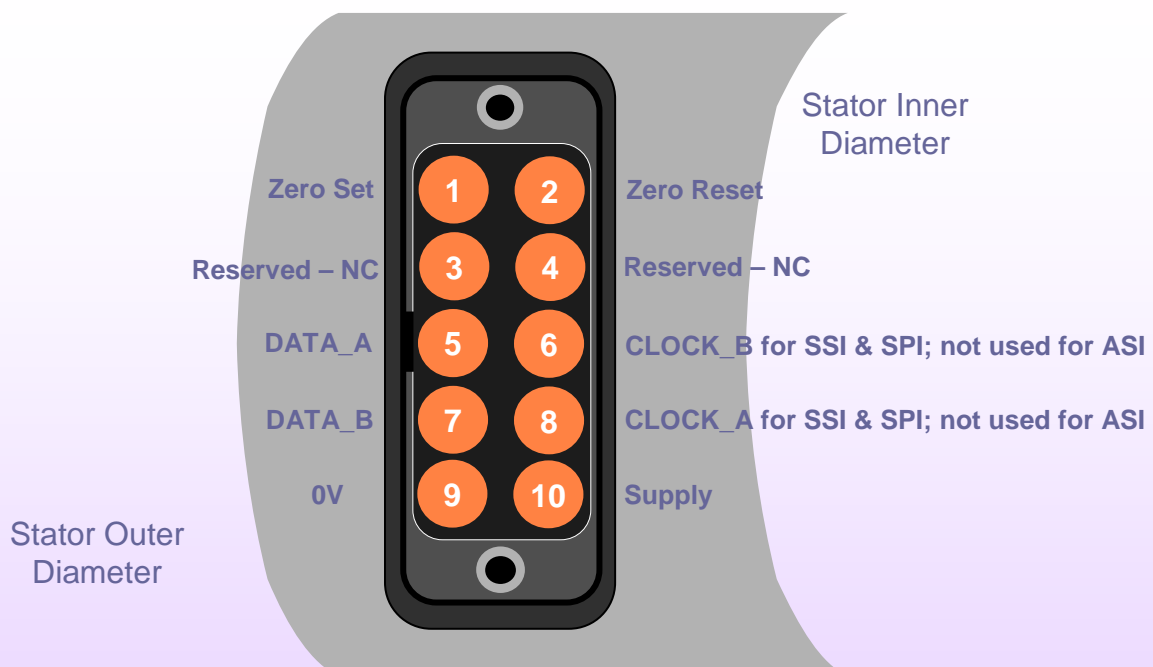 Stator Inner
Diameter
Zero Set 1 2 Zero Reset
Reserved – NC 3 4 Reserved – NC
DATA_A 5 6 CLOCK_B for SSI & SPI; not used for ASI
DATA_B 7 8 CLOCK_A for SSI & SPI; not used for ASI
0V 9 10 Supply
Stator Outer
Diameter